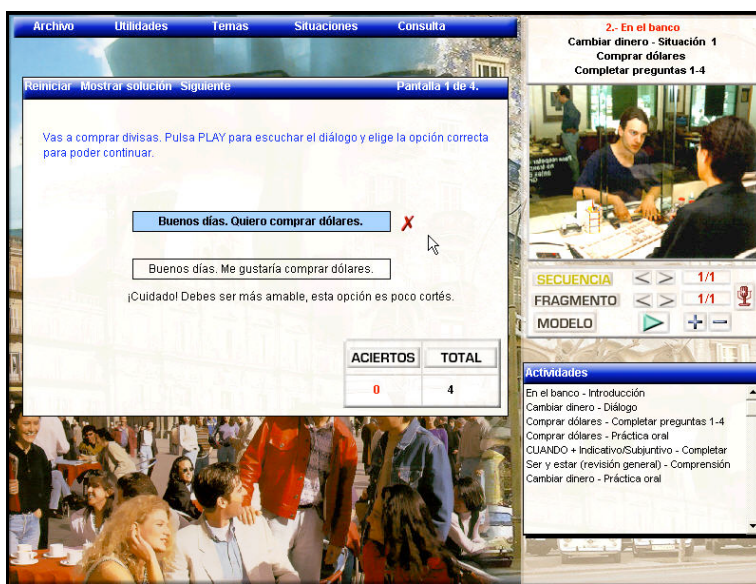 Archivo Utilidades Temas Situaciones Consulta
Reiniciar Mostrar solución Siguiente Pantalla 1 de 4.
Vas a comprar divisas. Pulsa PLAY para escuchar el diálogo y elige la opción correcta
para poder continuar.
Buenos días. Quiero comprar dólares. ✗
Buenos días. Me gustaría comprar dólares.
¡Cuidado! Debes ser más amable, esta opción es poco cortés.
ACIERTOS TOTAL
0 4
2.- En el banco
Cambiar dinero - Situación 1
Comprar dólares
Completar preguntas 1-4
SECUENCIA < > 1/1
FRAGMENTO < > 1/1
MODELO + −
Actividades
En el banco - Introducción
Cambiar dinero - Diálogo
Comprar dólares - Completar preguntas 1-4
Comprar dólares - Práctica oral
CUANDO + Indicativo/Subjuntivo - Completar
Ser y estar (revisión general) - Comprensión
Cambiar dinero - Práctica oral